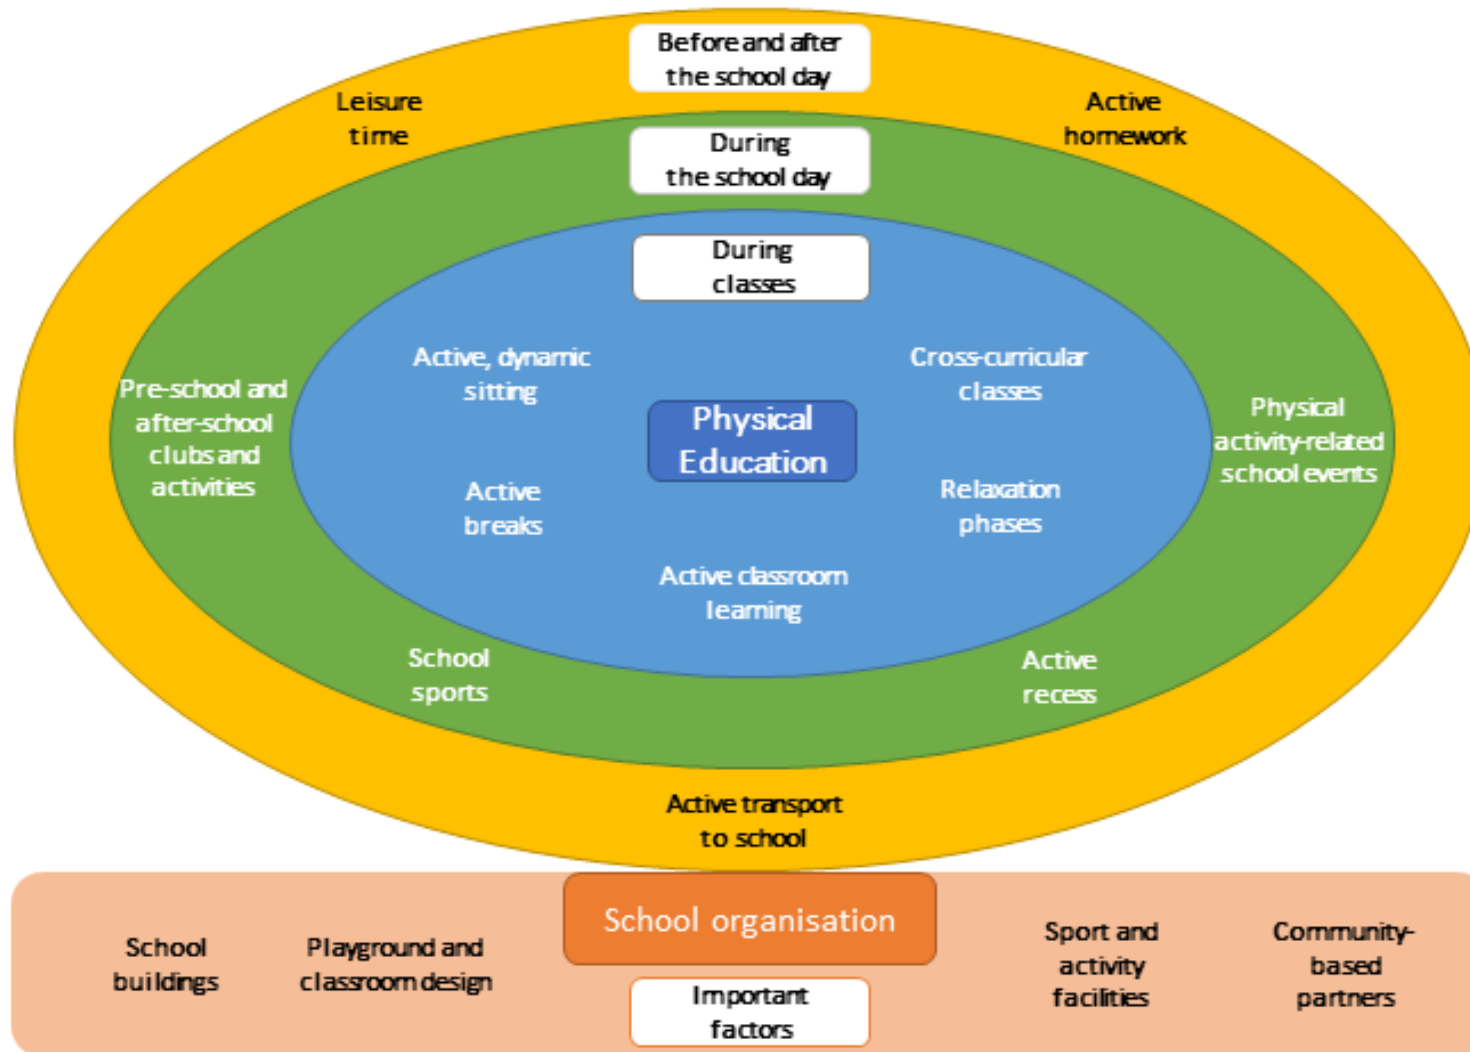 Before and after
the school day
Leisure
time
Active
homework
During
the school day
During
classes
Active, dynamic
sitting
Cross-curricular
classes
Pre-school and
after-school
clubs and
activities
Physical
Education
Physical
activity-related
school events
Active
breaks
Relaxation
phases
Active classroom
learning
School
sports
Active
recess
Active transport
to school
School organisation
School
buildings
Playground and
classroom design
Sport and
activity
facilities
Community-
based
partners
Important
factors